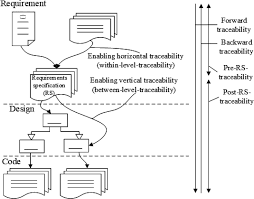 Requirement
Forward
traceability
Backward
traceability
Enabling horizontal traceability
(within-level-traceability)
Pre-RS-
traceability
Requirements
specification
(RS)
Enabling vertical traceability
(between-level-traceability)
Post-RS-
traceability
Design
Code